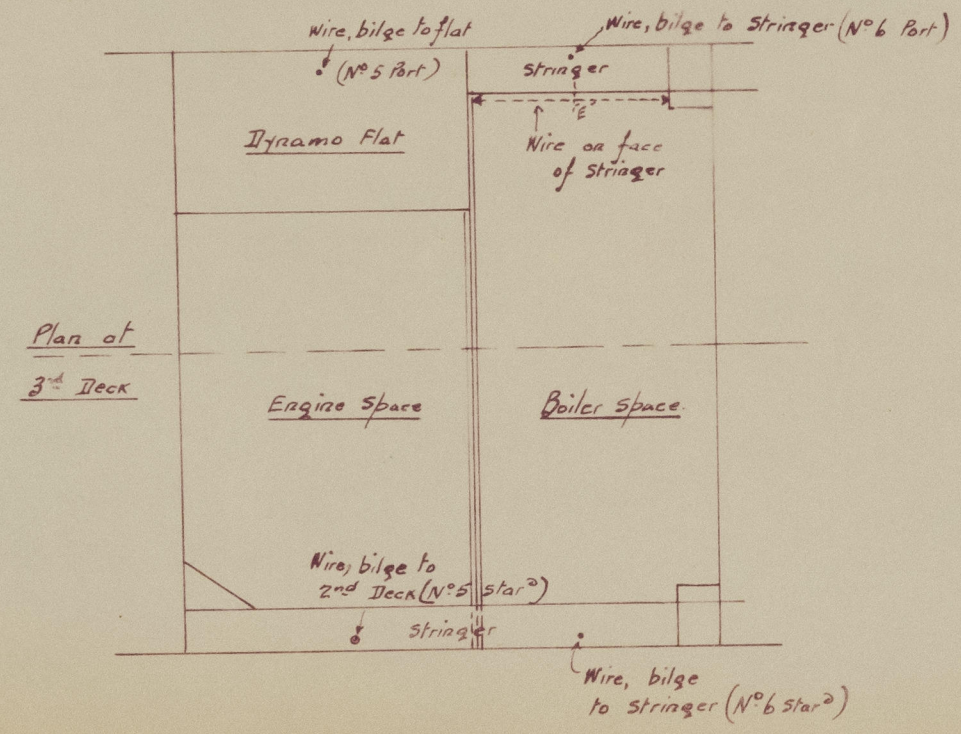 Wire, bilge to flat
(Nº 5 Port)
Wire, bilge to Stringer (Nº 6 Port)
Stringer
'E'
Wire on face
of Stringer
Dynamo Flat
Plan at
3rd Deck
Engine Space
Boiler Space.
Wire, bilge to
2nd Deck (Nº 5 Starᵈ)
Stringer
Wire, bilge
to Stringer (Nº 6 Starᵈ)